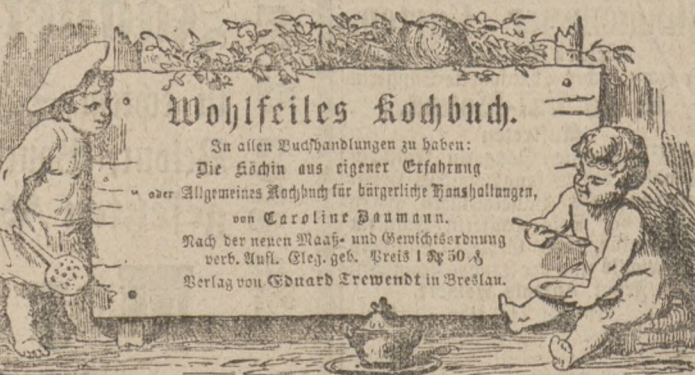 Wohlfeiles Kochbuch.
In allen Buchhandlungen zu haben:
Die Köchin aus eigener Erfahrung
oder Allgemeines Kochbuch für bürgerliche Haushaltungen,
von Caroline Baumann.
Nach der neuen Maaß- und Gewichtsordnung
verb. Aufl. Eleg. geb. Preis 1 50 ₰
Verlag von Eduard Trewendt in Breslau.